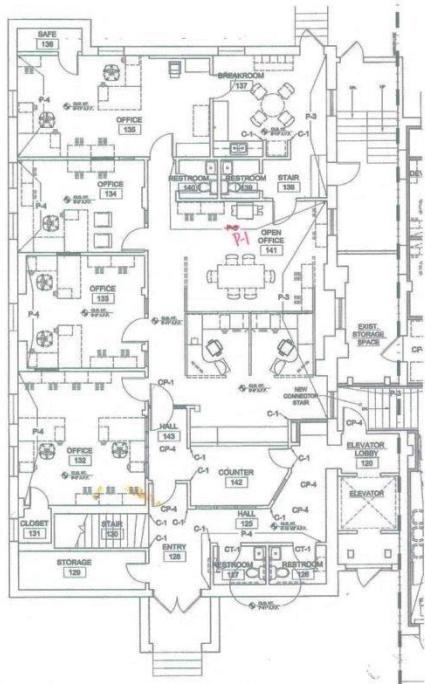 SAFE
136
BREAKROOM
137
P-4
OFFICE
135
P-3
C-1
C-1
OFFICE
134
RESTROOM
140
RESTROOM
139
STAIR
138
P-4
P-1
OPEN
OFFICE
141
OFFICE
133
P-4
P-3
EXIST.
STORAGE
SPACE
CP-1
NEW
CONNECTOR
STAIR
P-3
P-4
HALL
143
C-1
CP-4
OFFICE
132
CP-4
C-1
C-1
COUNTER
142
C-1
ELEVATOR
LOBBY
120
CP-4
C-1
CP-4
ELEVATOR
CLOSET
131
STAIR
130
C-1
C-1
HALL
125
P-4
C-1
ENTRY
128
CT-1
CT-1
STORAGE
129
RESTROOM
127
RESTROOM
126